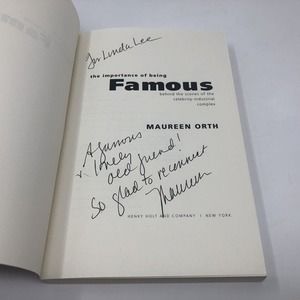 For Linda Lee
the importance of being
Famous
behind the scenes of the
celebrity-industrial
complex
MAUREEN ORTH
A famous
& lovely
old friend!
So glad to reconnect
Maureen
HENRY HOLT AND COMPANY | NEW YORK